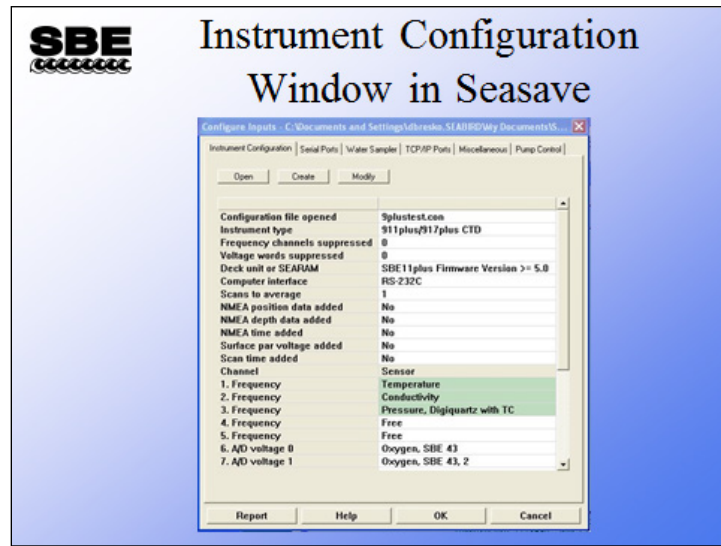 SBE
Instrument Configuration
Window in Seasave
Configure Inputs - C:\Documents and Settings\dbresko.SEABIRD\My Documents\S...
Instrument Configuration | Serial Ports | Water Sampler | TCP/IP Ports | Miscellaneous | Pump Control
Open Create Modify
Configuration file opened 9plustest.con
Instrument type 911plus/917plus CTD
Frequency channels suppressed 0
Voltage words suppressed 0
Deck unit or SEARAM SBE11plus Firmware Version >= 5.0
Computer interface RS-232C
Scans to average 1
NMEA position data added No
NMEA depth data added No
NMEA time added No
Surface par voltage added No
Scan time added No
Channel Sensor
1. Frequency Temperature
2. Frequency Conductivity
3. Frequency Pressure, Digiquartz with TC
4. Frequency Free
5. Frequency Free
6. A/D voltage 0 Oxygen, SBE 43
7. A/D voltage 1 Oxygen, SBE 43, 2
Report Help OK Cancel